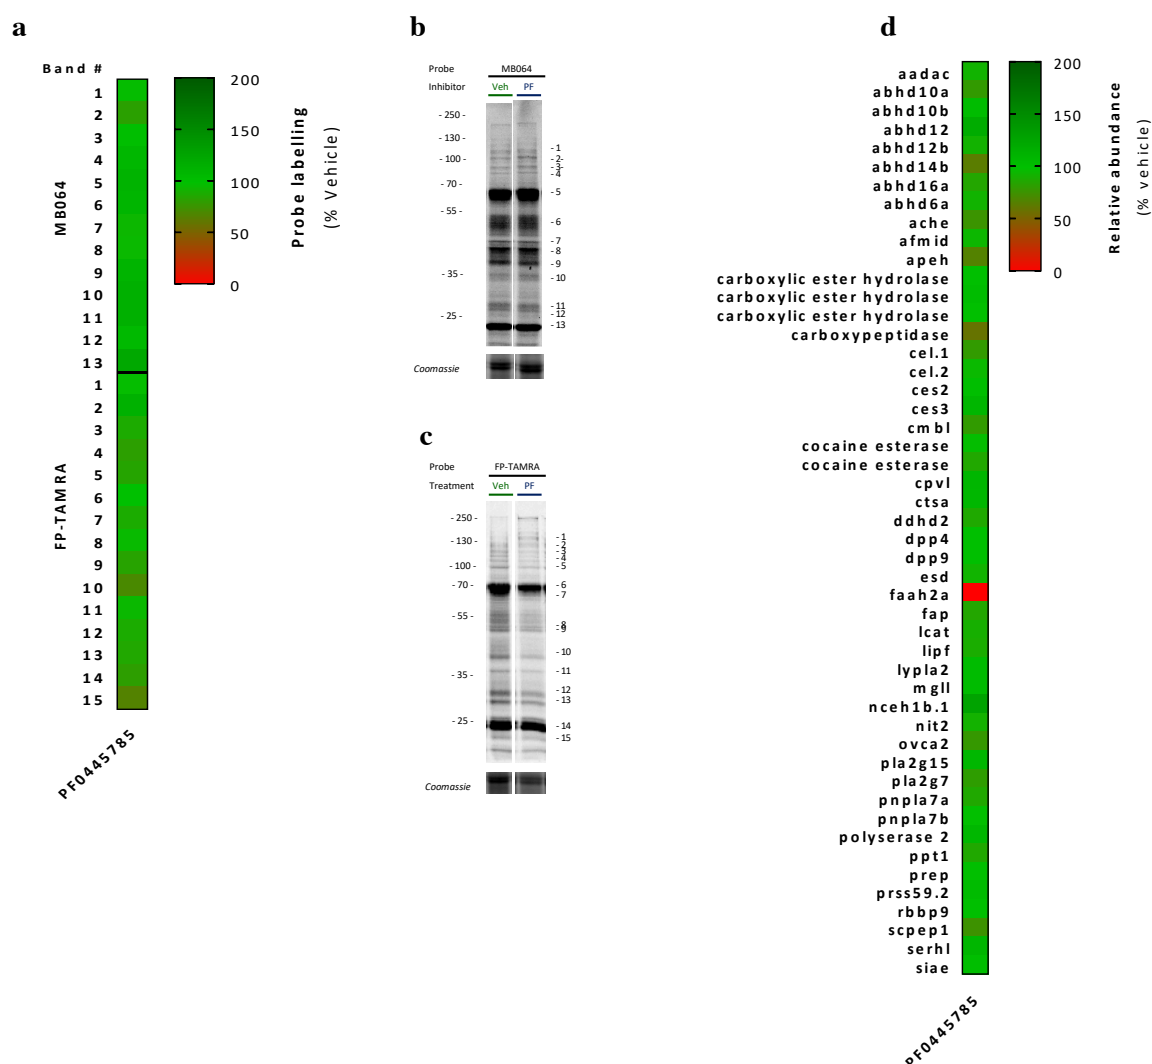 a
Band #
1
2
3
4
5
6
7
8
9
10
11
12
13
1
2
3
4
5
6
7
8
9
10
11
12
13
14
15
MB064
FP-TAMRA
PF0445785
200
150
100
50
0
Probe labelling
(% Vehicle)
b
Probe MB064
Inhibitor Veh PF
- 250 -
- 130 -
- 100 -
- 70 -
- 55 -
- 35 -
- 25 -
- 1
- 2-
- 3-
- 4
- 5
- 6
- 7
- 8
- 9
- 10
- 11
- 12
- 13
Coomassie
c
Probe FP-TAMRA
Treatment Veh PF
- 250 -
- 130 -
- 100 -
- 70 -
- 55 -
- 35 -
- 25 -
- 1
- 2
- 3
- 4
- 5
- 6
- 7
- 8
- 9
- 10
- 11
- 12
- 13
- 14
- 15
Coomassie
d
aadac
abhd10a
abhd10b
abhd12
abhd12b
abhd14b
abhd16a
abhd6a
ache
afmid
apeh
carboxylic ester hydrolase
carboxylic ester hydrolase
carboxylic ester hydrolase
carboxypeptidase
cel.1
cel.2
ces2
ces3
cmbl
cocaine esterase
cocaine esterase
cpvl
ctsa
ddhd2
dpp4
dpp9
esd
faah2a
fap
lcat
lipf
lypla2
mgll
nceh1b.1
nit2
ovca2
pla2g15
pla2g7
pnpla7a
pnpla7b
polyserase 2
ppt1
prep
prss59.2
rbbp9
scpep1
serhl
siae
PF0445785
200
150
100
50
0
Relative abundance
(% vehicle)